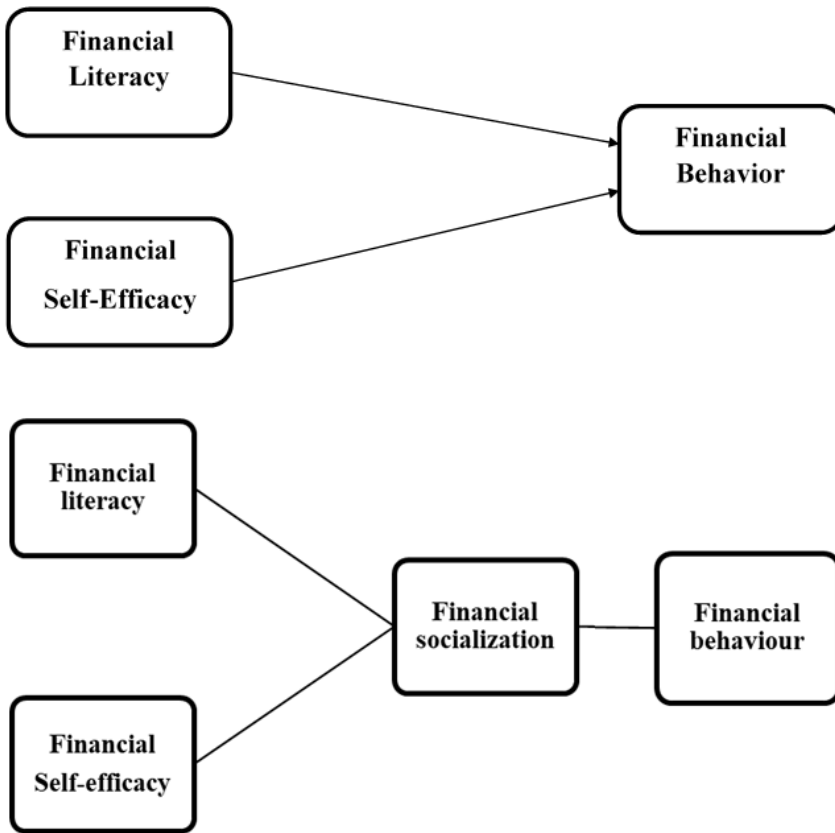 Financial
Literacy
Financial
Behavior
Financial
Self-Efficacy
Financial
literacy
Financial
socialization
Financial
behaviour
Financial
Self-efficacy